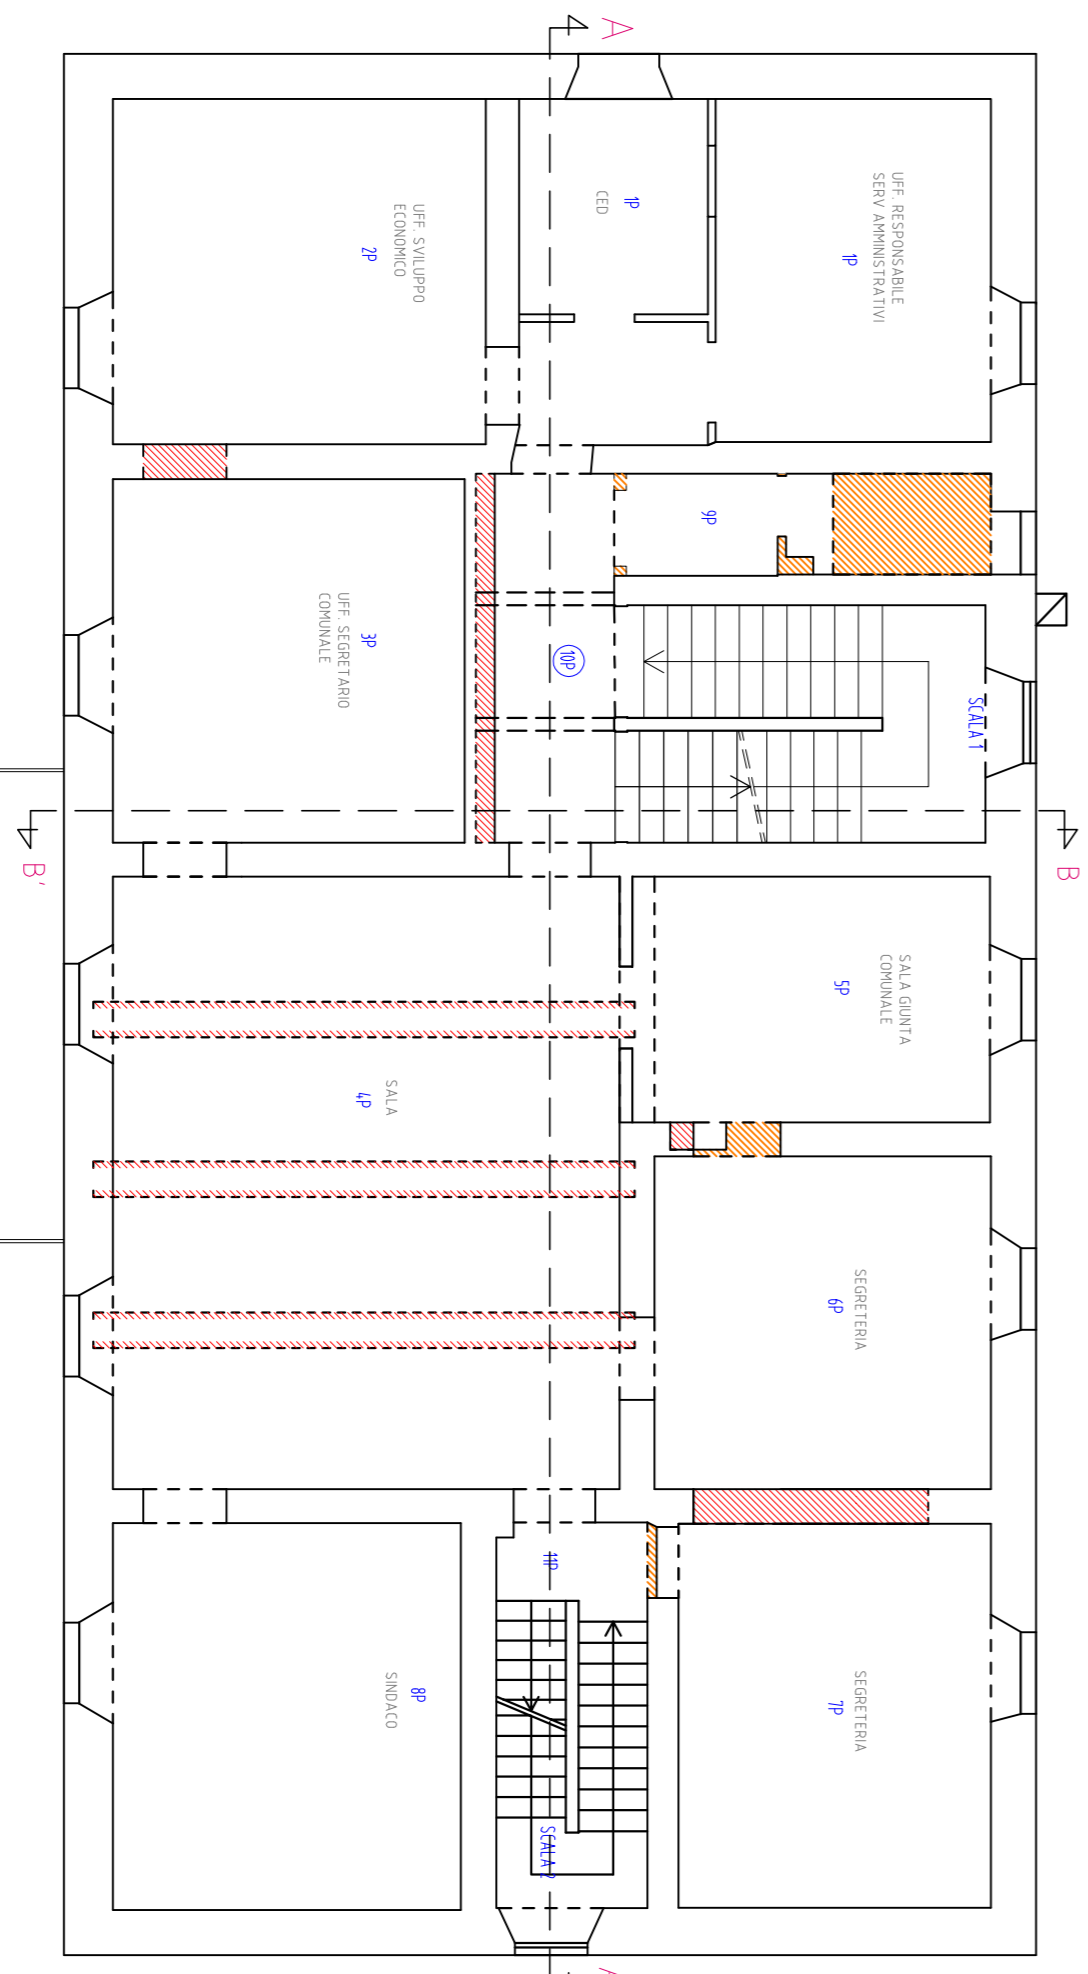 A
UFF. RESPONSABILE
SERV AMMINISTRATIVI
1P
1P
CED
UFF. SVILUPPO
ECONOMICO
2P
9P
UFF. SEGRETARIO
COMUNALE
3P
10P
SCALA 1
B
B'
SALA GIUNTA
COMUNALE
5P
SALA
4P
SEGRETERIA
6P
11P
SEGRETERIA
7P
SINDACO
8P
SCALA 2